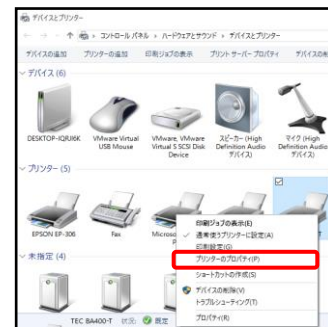 デバイスとプリンター
コントロール パネル › ハードウェアとサウンド › デバイスとプリンター
デバイスの追加 プリンターの追加 印刷ジョブの表示 プリント サーバー プロパティ デバイスの
デバイス (6)
DESKTOP-IQIUI6K
VMware Virtual
USB Mouse
VMware, VMware
Virtual S SCSI Disk
Device
スピーカー (High
Definition Audio
デバイス)
マイク (High
Definition Audio
デバイス)
プリンター (5)
EPSON EP-306
Fax
印刷ジョブの表示(E)
通常使うプリンターに設定(A)
印刷設定(G)
プリンターのプロパティ(P)
ショートカットの作成(S)
デバイスの削除(V)
トラブルシューティング(T)
プロパティ(R)
未指定 (4)
TEC BA400-T 状況: 既定